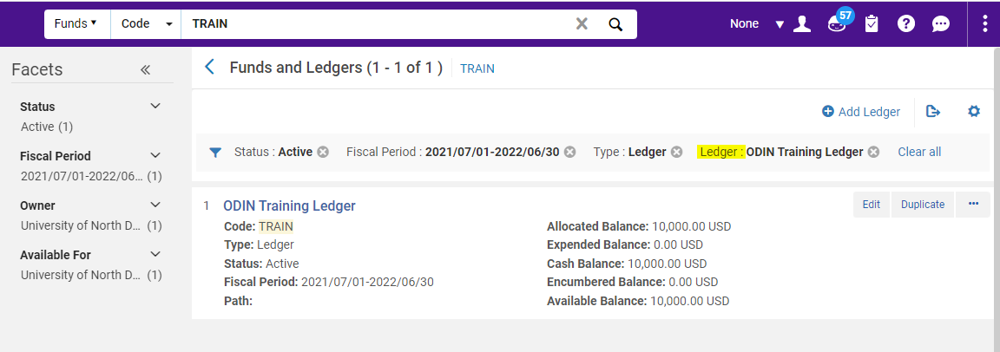 Funds Code TRAIN None 57
Facets
Status
Active (1)
Fiscal Period
2021/07/01-2022/06... (1)
Owner
University of North D... (1)
Available For
University of North D... (1)
Funds and Ledgers (1 - 1 of 1 ) TRAIN
Add Ledger
Status : Active Fiscal Period : 2021/07/01-2022/06/30 Type : Ledger Ledger : ODIN Training Ledger Clear all
1 ODIN Training Ledger Edit Duplicate ...
Code: TRAIN
Type: Ledger
Status: Active
Fiscal Period: 2021/07/01-2022/06/30
Path:
Allocated Balance: 10,000.00 USD
Expended Balance: 0.00 USD
Cash Balance: 10,000.00 USD
Encumbered Balance: 0.00 USD
Available Balance: 10,000.00 USD